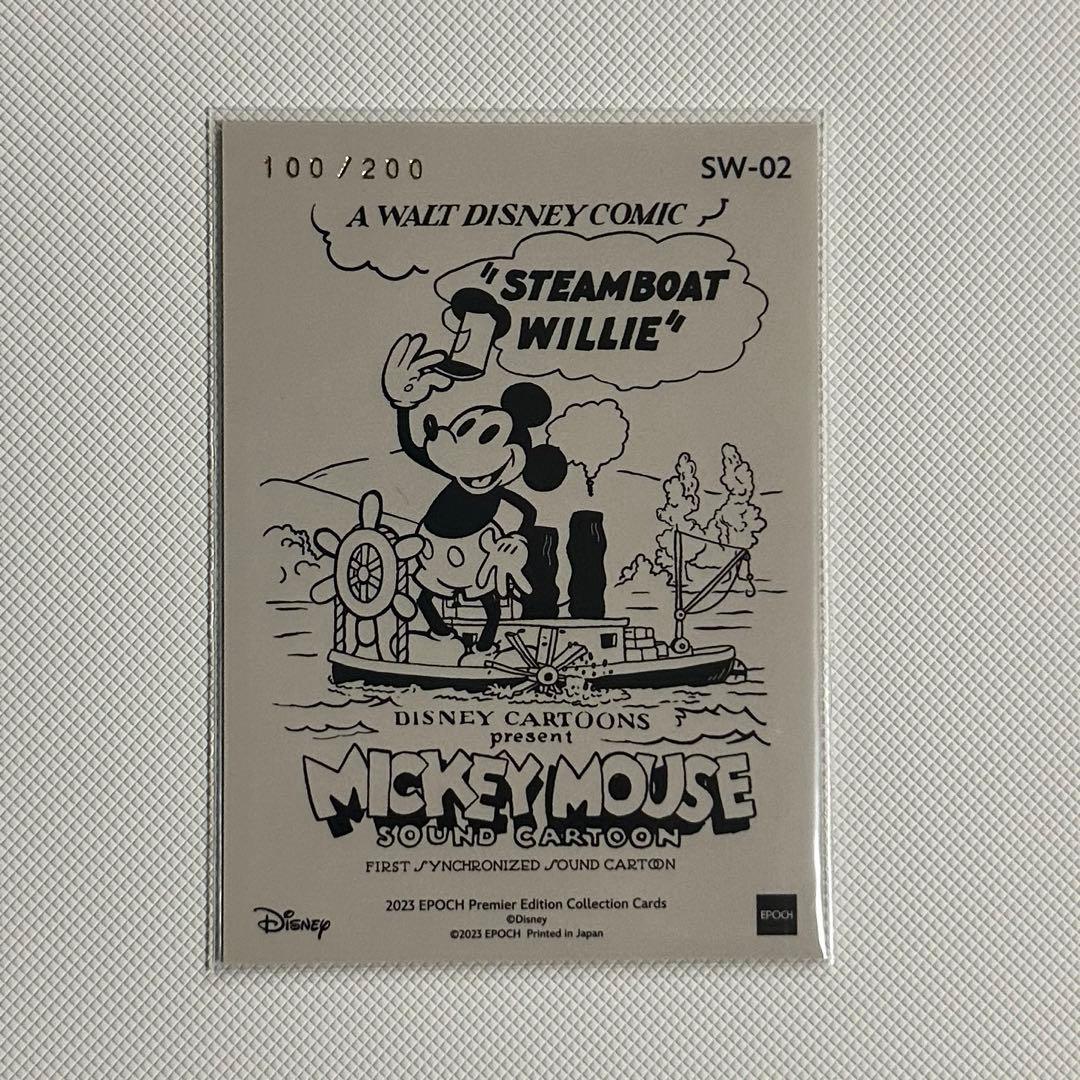 100/200
SW-02
A WALT DISNEY COMIC
"STEAMBOAT
WILLIE"
DISNEY CARTOONS
present
MICKEY MOUSE
SOUND CARTOON
FIRST SYNCHRONIZED SOUND CARTOON
2023 EPOCH Premier Edition Collection Cards
©Disney
©2023 EPOCH Printed in Japan
Disney
EPOCH